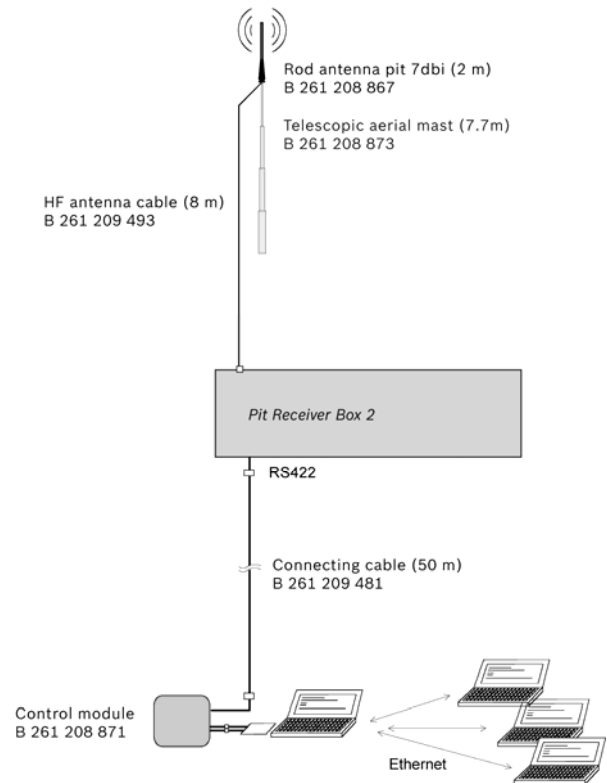 Rod antenna pit 7dbi (2 m)
B 261 208 867
Telescopic aerial mast (7.7m)
B 261 208 873
HF antenna cable (8 m)
B 261 209 493
Pit Receiver Box 2
RS422
Connecting cable (50 m)
B 261 209 481
Control module
B 261 208 871
Ethernet